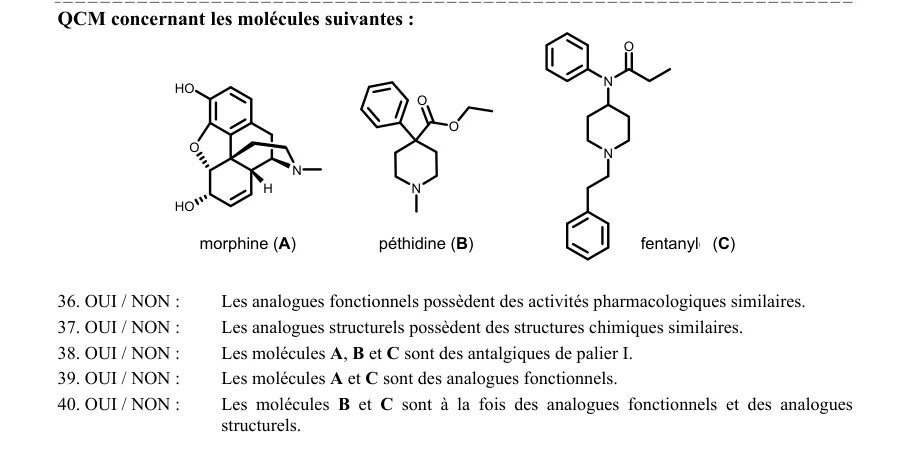 QCM concernant les molécules suivantes :
HO
O
N
H
HO
O
O
N
O
N
N
morphine (A)
péthidine (B)
fentanyl (C)
36. OUI / NON : Les analogues fonctionnels possèdent des activités pharmacologiques similaires.
37. OUI / NON : Les analogues structurels possèdent des structures chimiques similaires.
38. OUI / NON : Les molécules A, B et C sont des antalgiques de palier I.
39. OUI / NON : Les molécules A et C sont des analogues fonctionnels.
40. OUI / NON : Les molécules B et C sont à la fois des analogues fonctionnels et des analogues
structurels.